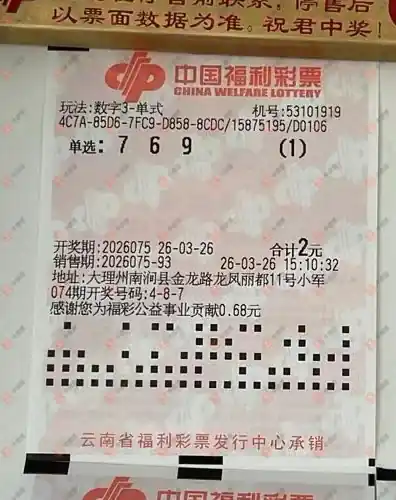 以票面数据为准。祝君中奖!
中国福利彩票
CHINA WELFARE LOTTERY
玩法:数字3-单式 机号:53101919
4C7A-85D6-7FC9-D858-8CDC/15875195/D0106
单选: 7 6 9 (1)
开奖期:2026075 26-03-26 合计2元
销售期:2026075-93 26-03-26 15:10:32
地址:大理州南涧县金龙路龙凤丽都11号小军
074期开奖号码:4-8-7
感谢您为福彩公益事业贡献0.68元
云南省福利彩票发行中心承销
中国福利彩票